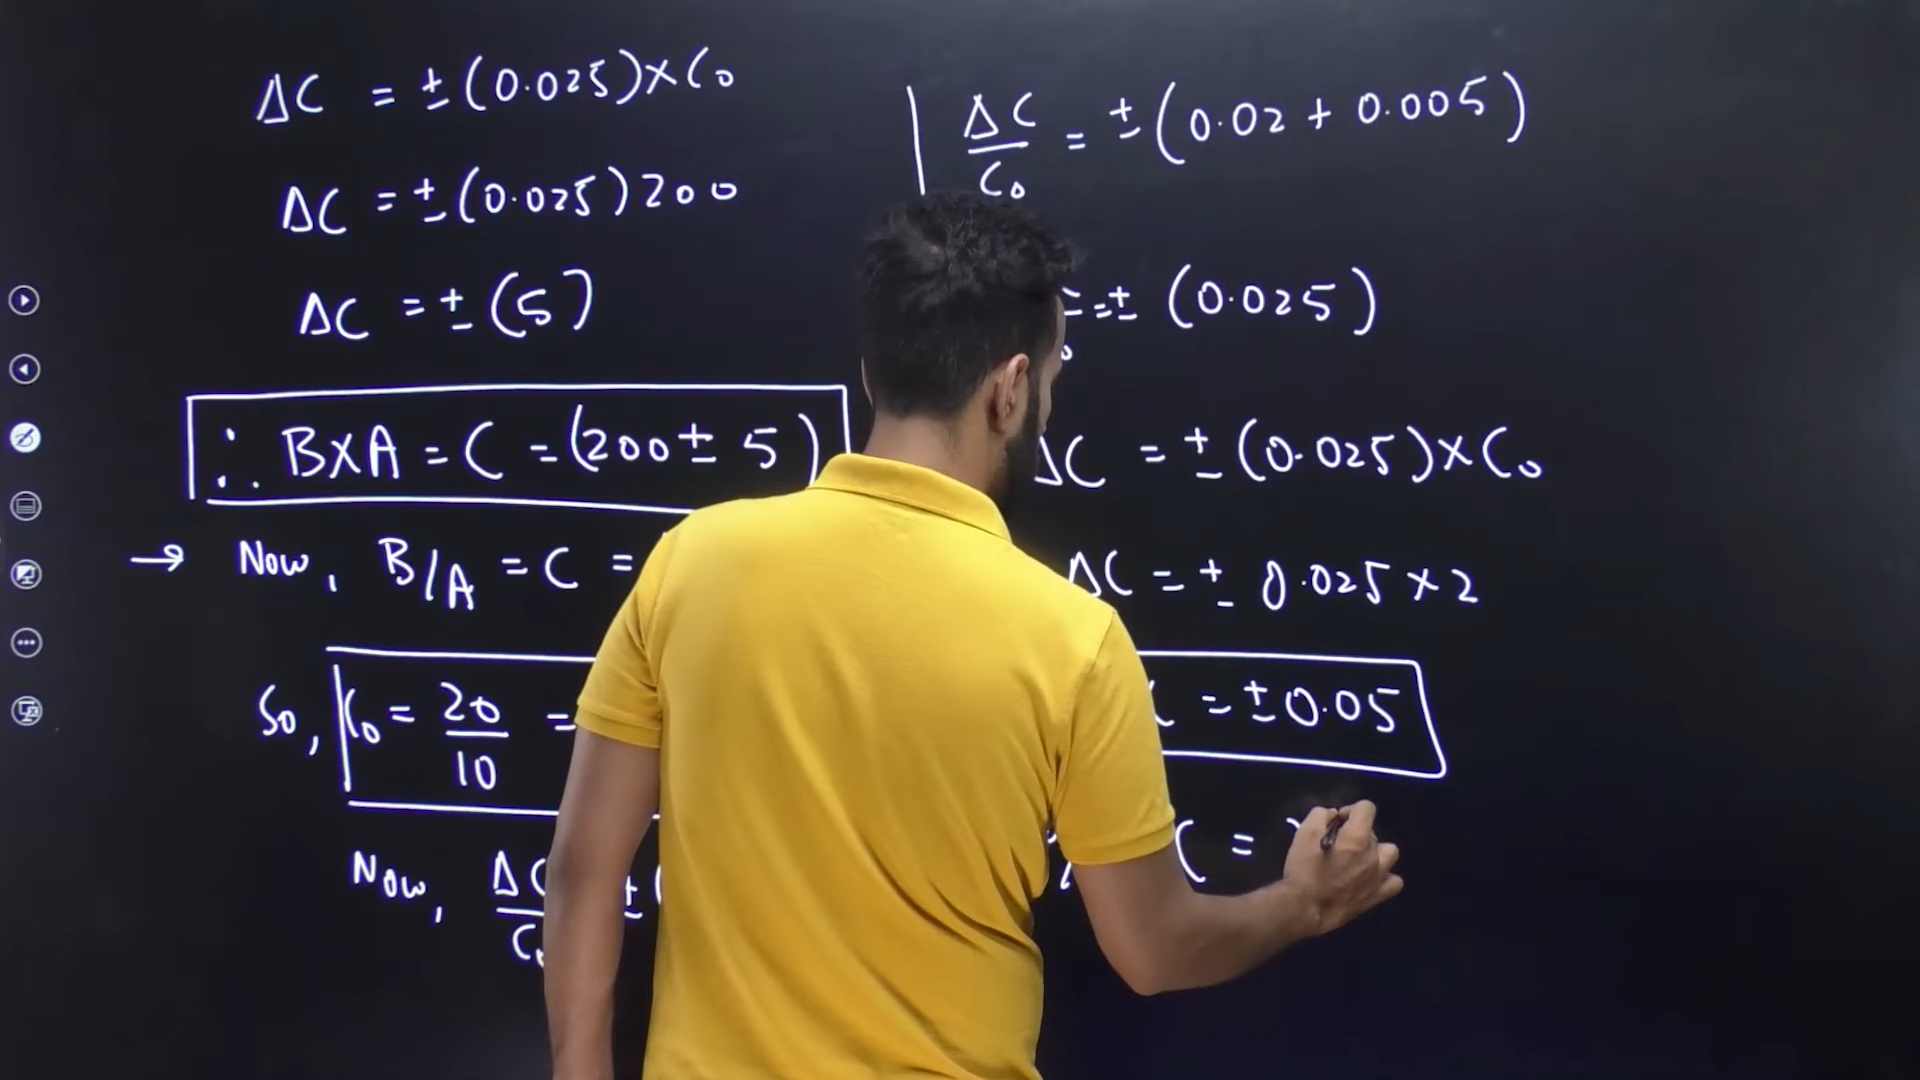 ΔC = ±(0.025)×C₀
ΔC = ±(0.025)200
ΔC = ±(5)
∴ B×A = C = (200 ± 5)
→ Now, B/A = C =
So, C₀ = 20/10 =
Now, ΔC/C₀ ± (
ΔC/C₀ = ±(0.02 + 0.005)
= ± (0.025)
ΔC = ±(0.025)×C₀
ΔC = ± 0.025 × 2
C = ±0.05
C =